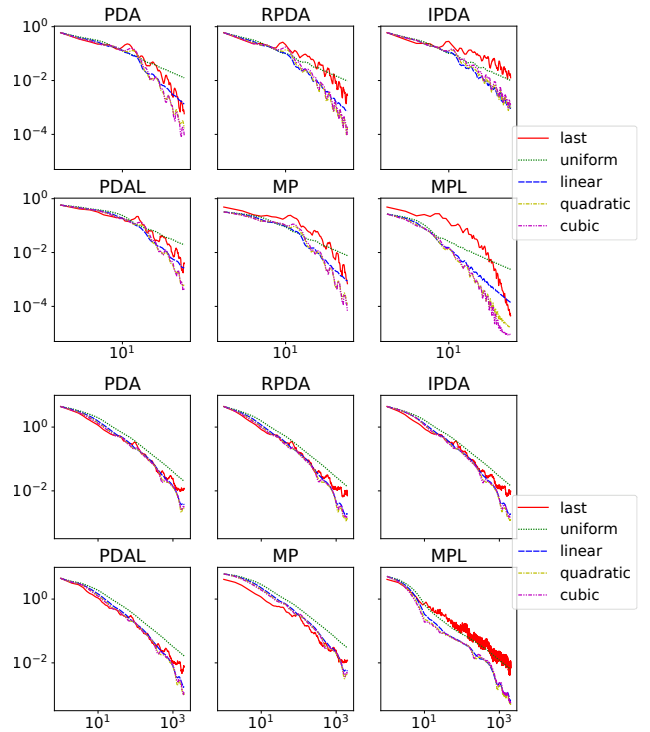 PDA RPDA IPDA
10^0
10^-2
10^-4
last
uniform
linear
quadratic
cubic
PDAL MP MPL
10^0
10^-2
10^-4
10^1 10^1 10^1
PDA RPDA IPDA
10^0
10^-2
last
uniform
linear
quadratic
cubic
PDAL MP MPL
10^0
10^-2
10^1 10^3 10^1 10^3 10^1 10^3